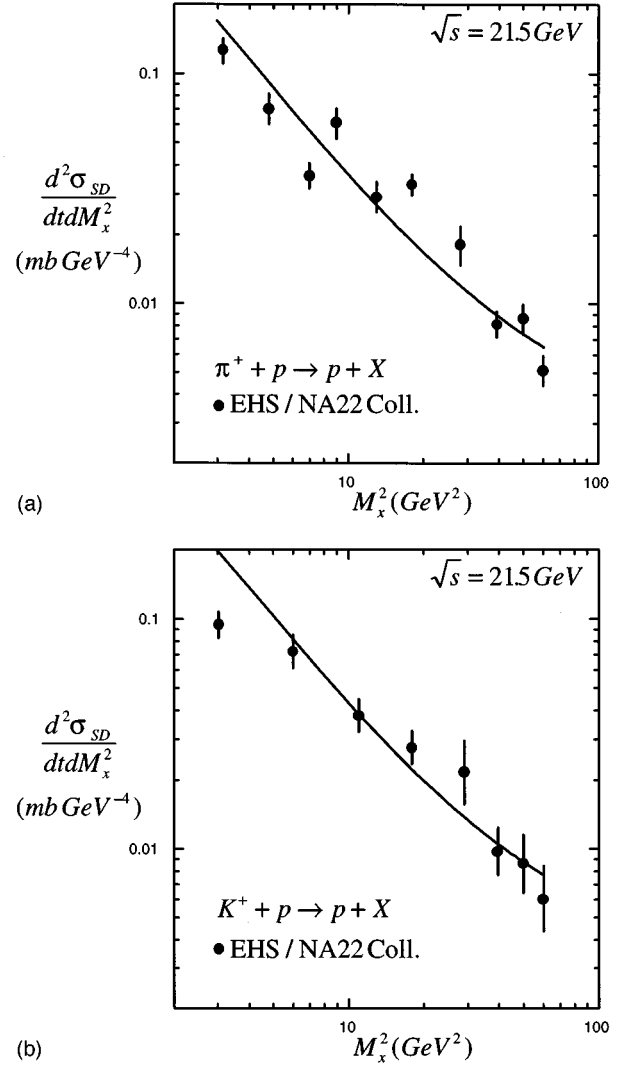 √s = 21.5 GeV
0.1
d²σ_SD
dtdM_x²
(mb GeV⁻⁴)
0.01
π⁺ + p → p + X
● EHS / NA22 Coll.
10
100
(a)
M_x² (GeV²)
√s = 21.5 GeV
0.1
d²σ_SD
dtdM_x²
(mb GeV⁻⁴)
0.01
K⁺ + p → p + X
● EHS / NA22 Coll.
10
100
(b)
M_x² (GeV²)